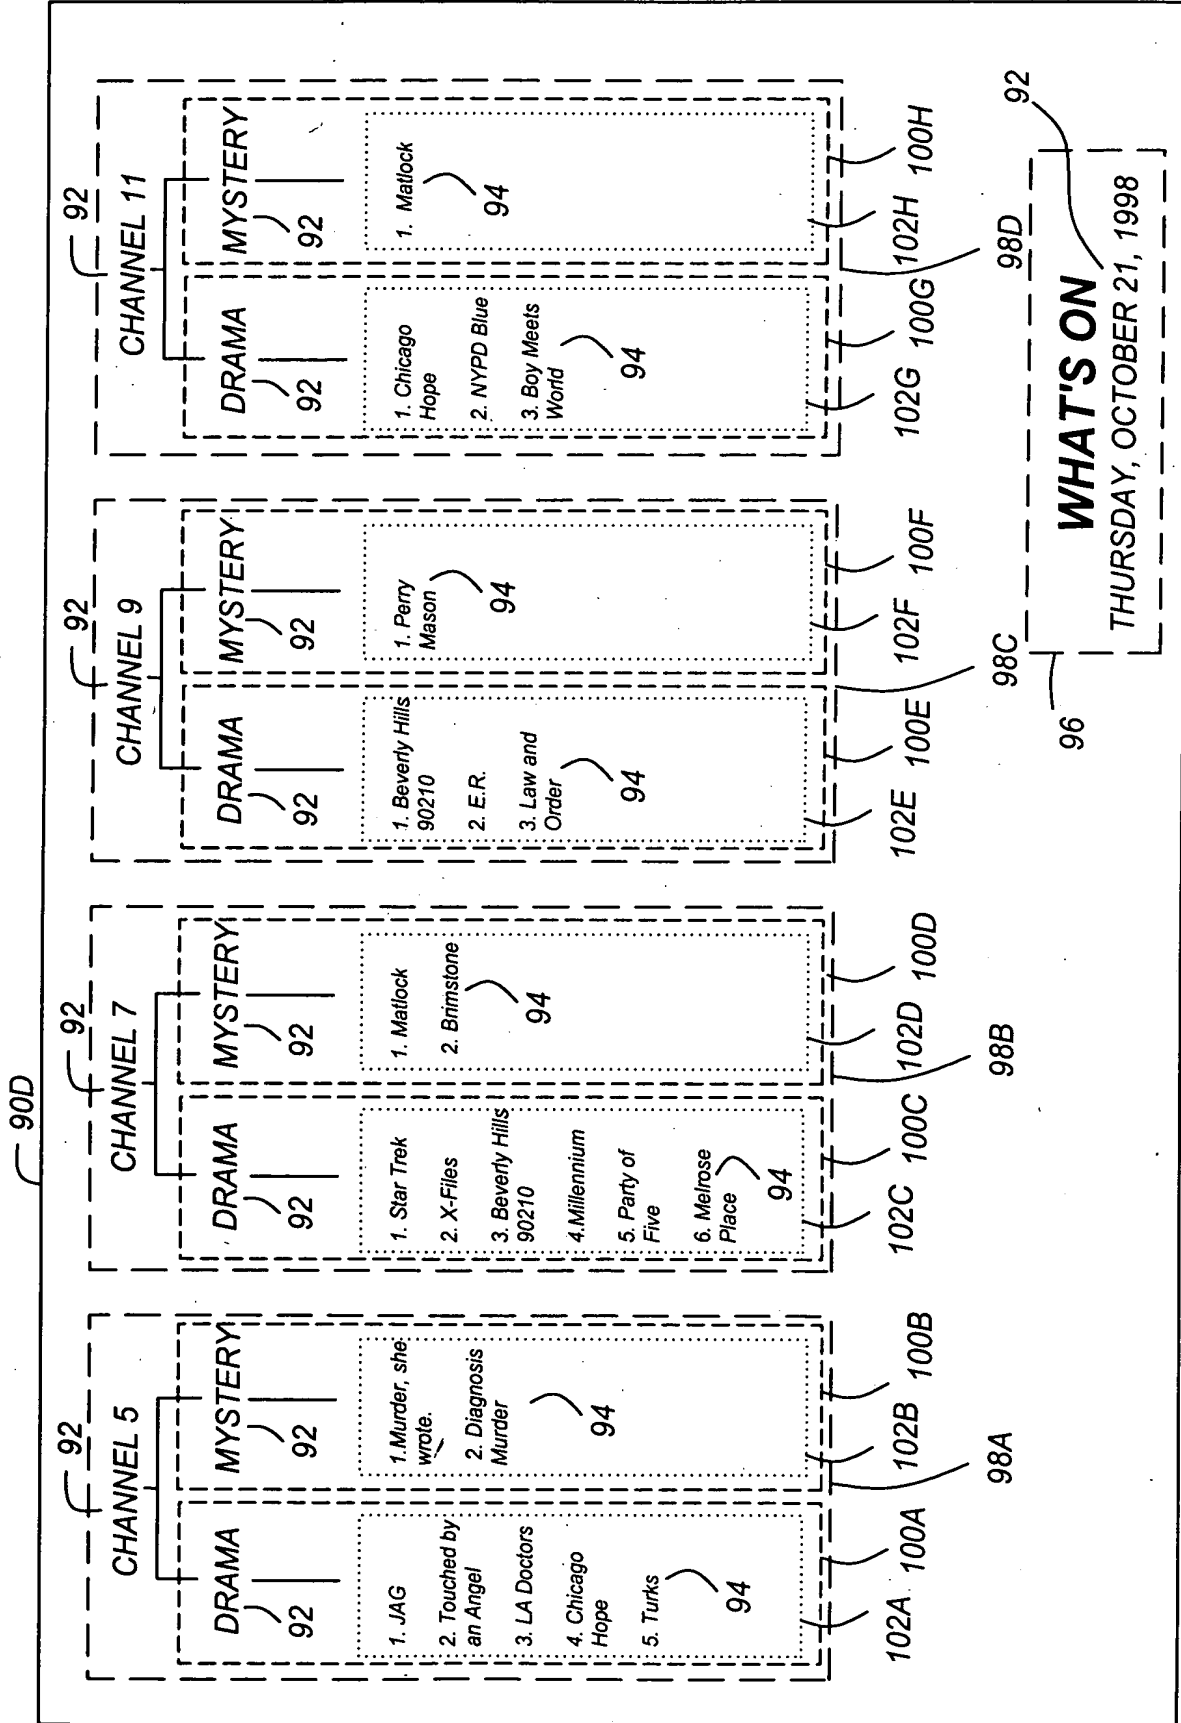 90D
92
CHANNEL 5
DRAMA
92
1. JAG
2. Touched by
an Angel
3. LA Doctors
4. Chicago
Hope
5. Turks
94
102A
100A
MYSTERY
92
1.Murder, she
wrote.
2. Diagnosis
Murder
94
102B
100B
98A
92
CHANNEL 7
DRAMA
92
1. Star Trek
2. X-Files
3. Beverly Hills
90210
4.Millennium
5. Party of
Five
6. Melrose
Place
94
102C
100C
MYSTERY
92
1. Matlock
2. Brimstone
94
102D
100D
98B
92
CHANNEL 9
DRAMA
92
1. Beverly Hills
90210
2. E.R.
3. Law and
Order
94
102E
100E
MYSTERY
92
1. Perry
Mason
94
102F
100F
98C
92
CHANNEL 11
DRAMA
92
1. Chicago
Hope
2. NYPD Blue
3. Boy Meets
World
94
102G
100G
MYSTERY
92
1. Matlock
94
102H
100H
98D
96
WHAT'S ON
THURSDAY, OCTOBER 21, 1998
92